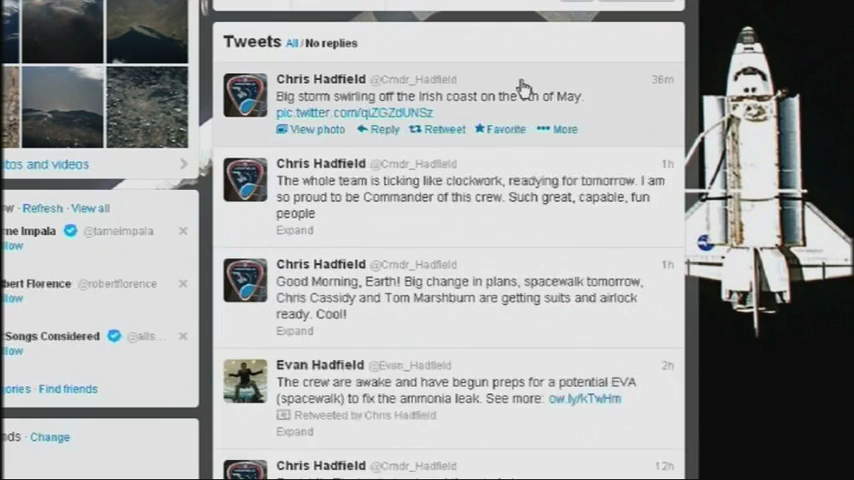 Tweets All / No replies
Chris Hadfield @Cmdr_Hadfield 36m
Big storm swirling off the Irish coast on the of May.
pic.twitter.com/qiZGZdUNSz
View photo Reply Retweet Favorite More
Chris Hadfield @Cmdr_Hadfield 1h
The whole team is ticking like clockwork, readying for tomorrow. I am
so proud to be Commander of this crew. Such great, capable, fun
people
Expand
Chris Hadfield @Cmdr_Hadfield 1h
Good Morning, Earth! Big change in plans, spacewalk tomorrow,
Chris Cassidy and Tom Marshburn are getting suits and airlock
ready. Cool!
Expand
Evan Hadfield @Evan_Hadfield 2h
The crew are awake and have begun preps for a potential EVA
(spacewalk) to fix the ammonia leak. See more: ow.ly/kTwHm
Retweeted by Chris Hadfield
Expand
Chris Hadfield @Cmdr_Hadfield 12h
otos and videos
ow · Refresh · View all
me Impala @tameimpala
llow
bert Florence @robertflorence
llow
Songs Considered @alls...
llow
ories · Find friends
nds · Change